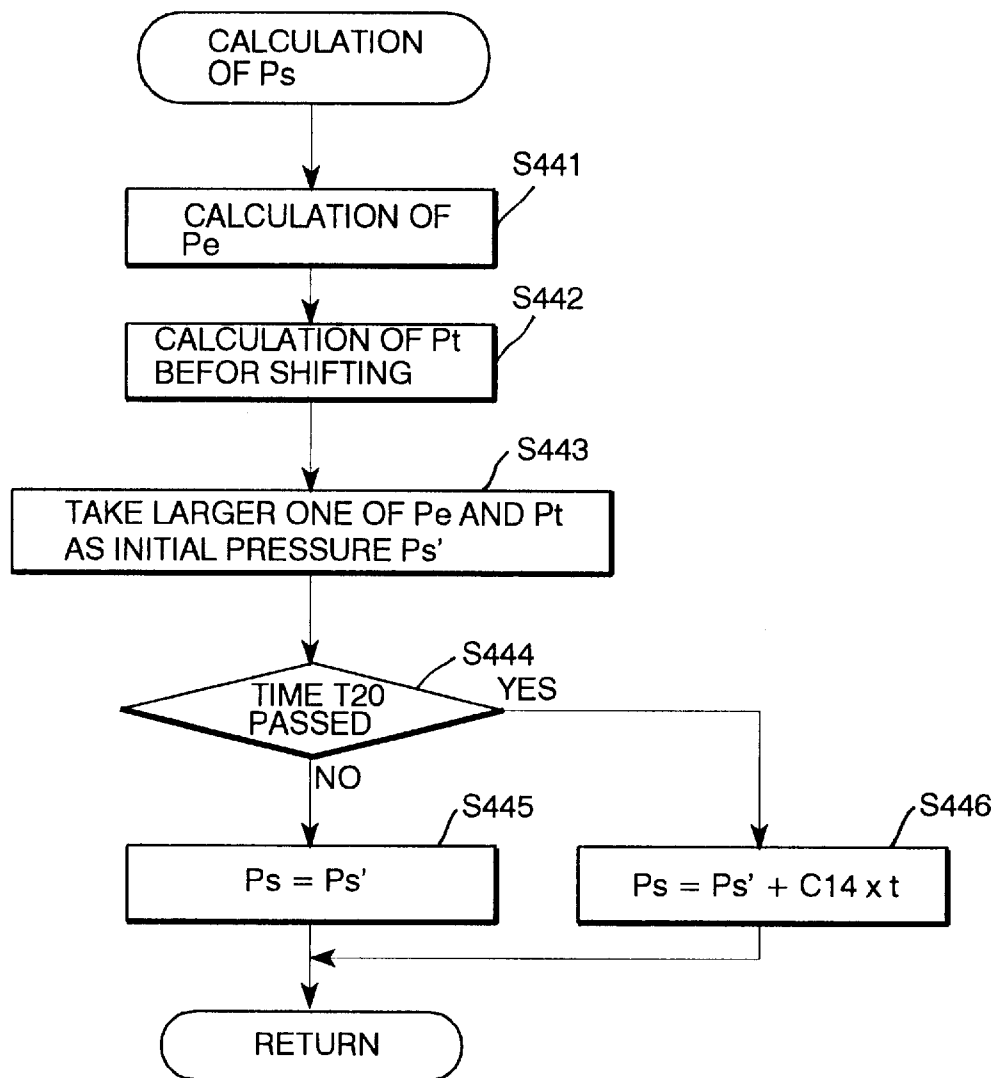 CALCULATION
OF Ps
S441
CALCULATION OF
Pe
S442
CALCULATION OF Pt
BEFOR SHIFTING
S443
TAKE LARGER ONE OF Pe AND Pt
AS INITIAL PRESSURE Ps'
S444
TIME T20
PASSED
YES
NO
S445
Ps = Ps'
S446
Ps = Ps' + C14 x t
RETURN